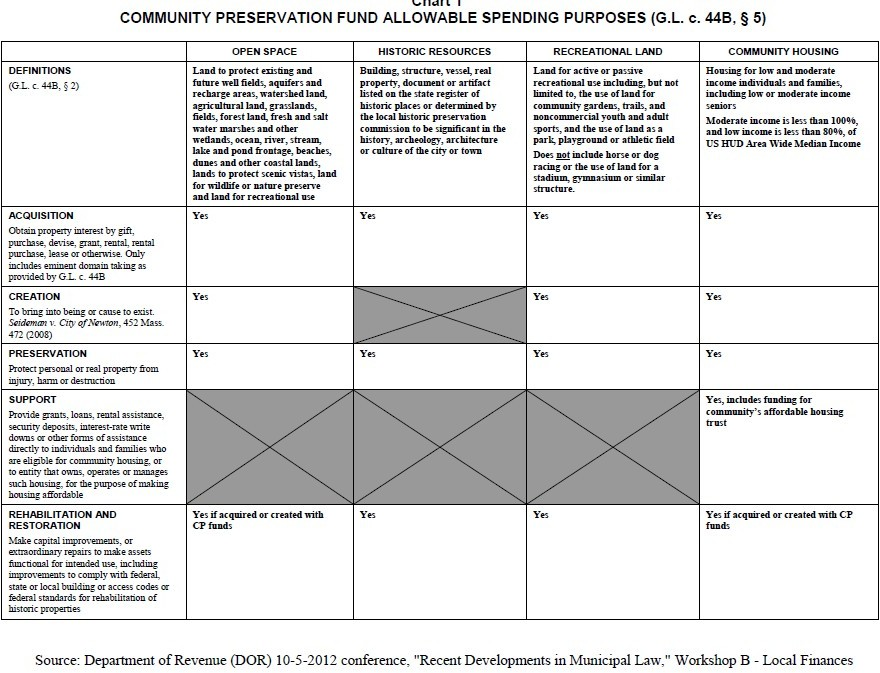 Chart 1
COMMUNITY PRESERVATION FUND ALLOWABLE SPENDING PURPOSES (G.L. c. 44B, § 5)
OPEN SPACE
HISTORIC RESOURCES
RECREATIONAL LAND
COMMUNITY HOUSING
DEFINITIONS
(G.L. c. 44B, § 2)
Land to protect existing and
future well fields, aquifers and
recharge areas, watershed land,
agricultural land, grasslands,
fields, forest land, fresh and salt
water marshes and other
wetlands, ocean, river, stream,
lake and pond frontage, beaches,
dunes and other coastal lands,
lands to protect scenic vistas, land
for wildlife or nature preserve
and land for recreational use
Building, structure, vessel, real
property, document or artifact
listed on the state register of
historic places or determined by
the local historic preservation
commission to be significant in the
history, archeology, architecture
or culture of the city or town
Land for active or passive
recreational use including, but not
limited to, the use of land for
community gardens, trails, and
noncommercial youth and adult
sports, and the use of land as a
park, playground or athletic field
Does not include horse or dog
racing or the use of land for a
stadium, gymnasium or similar
structure.
Housing for low and moderate
income individuals and families,
including low or moderate income
seniors
Moderate income is less than 100%,
and low income is less than 80%, of
US HUD Area Wide Median Income
ACQUISITION
Obtain property interest by gift,
purchase, devise, grant, rental, rental
purchase, lease or otherwise. Only
includes eminent domain taking as
provided by G.L. c. 44B
Yes
Yes
Yes
Yes
CREATION
To bring into being or cause to exist.
Seideman v. City of Newton, 452 Mass.
472 (2008)
Yes
Yes
Yes
PRESERVATION
Protect personal or real property from
injury, harm or destruction
Yes
Yes
Yes
Yes
SUPPORT
Provide grants, loans, rental assistance,
security deposits, interest-rate write
downs or other forms of assistance
directly to individuals and families who
are eligible for community housing, or
to entity that owns, operates or manages
such housing, for the purpose of making
housing affordable
Yes, includes funding for
community's affordable housing
trust
REHABILITATION AND
RESTORATION
Make capital improvements, or
extraordinary repairs to make assets
functional for intended use, including
improvements to comply with federal,
state or local building or access codes or
federal standards for rehabilitation of
historic properties
Yes if acquired or created with
CP funds
Yes
Yes
Yes if acquired or created with CP
funds
Source: Department of Revenue (DOR) 10-5-2012 conference, "Recent Developments in Municipal Law," Workshop B - Local Finances